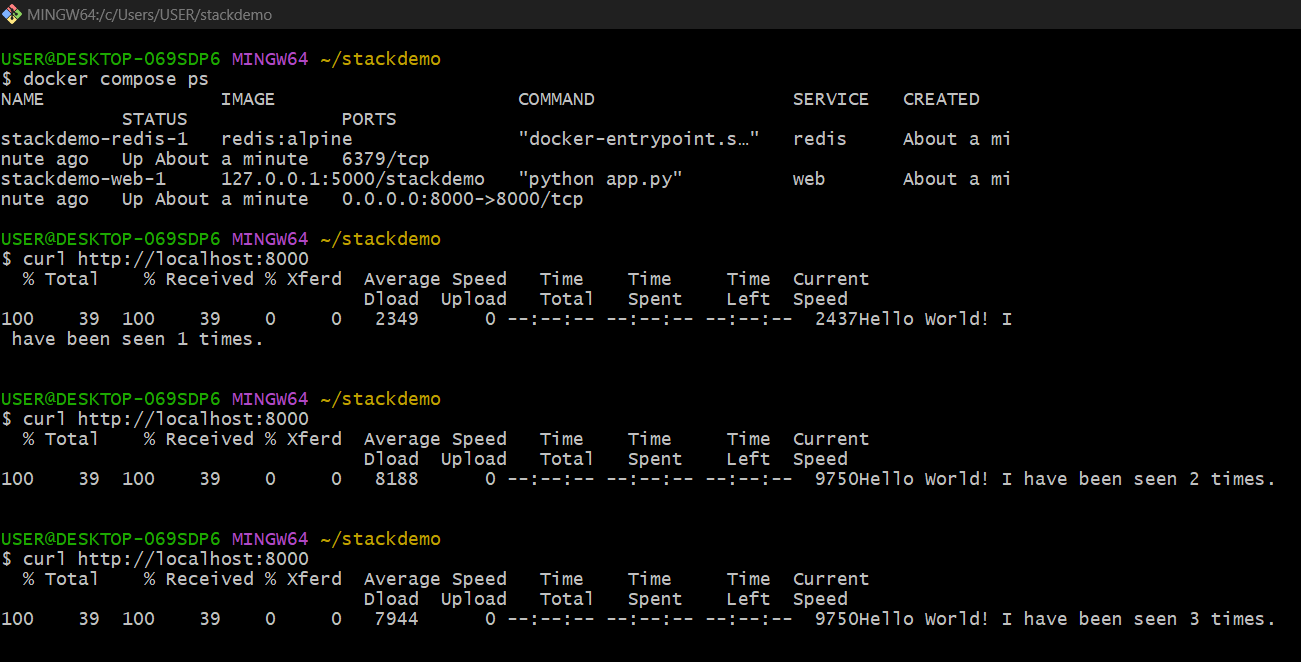 MINGW64:/c/Users/USER/stackdemo
USER@DESKTOP-069SDP6 MINGW64 ~/stackdemo
$ docker compose ps
NAME                IMAGE                      COMMAND                  SERVICE   CREATED
           STATUS              PORTS
stackdemo-redis-1   redis:alpine               "docker-entrypoint.s…"   redis     About a mi
nute ago   Up About a minute   6379/tcp
stackdemo-web-1     127.0.0.1:5000/stackdemo   "python app.py"          web       About a mi
nute ago   Up About a minute   0.0.0.0:8000->8000/tcp
USER@DESKTOP-069SDP6 MINGW64 ~/stackdemo
$ curl http://localhost:8000
  % Total    % Received % Xferd  Average Speed   Time    Time     Time  Current
                                 Dload  Upload   Total   Spent    Left  Speed
100    39  100    39    0     0   2349      0 --:--:-- --:--:-- --:--:--  2437Hello World! I
 have been seen 1 times.
USER@DESKTOP-069SDP6 MINGW64 ~/stackdemo
$ curl http://localhost:8000
  % Total    % Received % Xferd  Average Speed   Time    Time     Time  Current
                                 Dload  Upload   Total   Spent    Left  Speed
100    39  100    39    0     0   8188      0 --:--:-- --:--:-- --:--:--  9750Hello World! I have been seen 2 times.
USER@DESKTOP-069SDP6 MINGW64 ~/stackdemo
$ curl http://localhost:8000
  % Total    % Received % Xferd  Average Speed   Time    Time     Time  Current
                                 Dload  Upload   Total   Spent    Left  Speed
100    39  100    39    0     0   7944      0 --:--:-- --:--:-- --:--:--  9750Hello World! I have been seen 3 times.